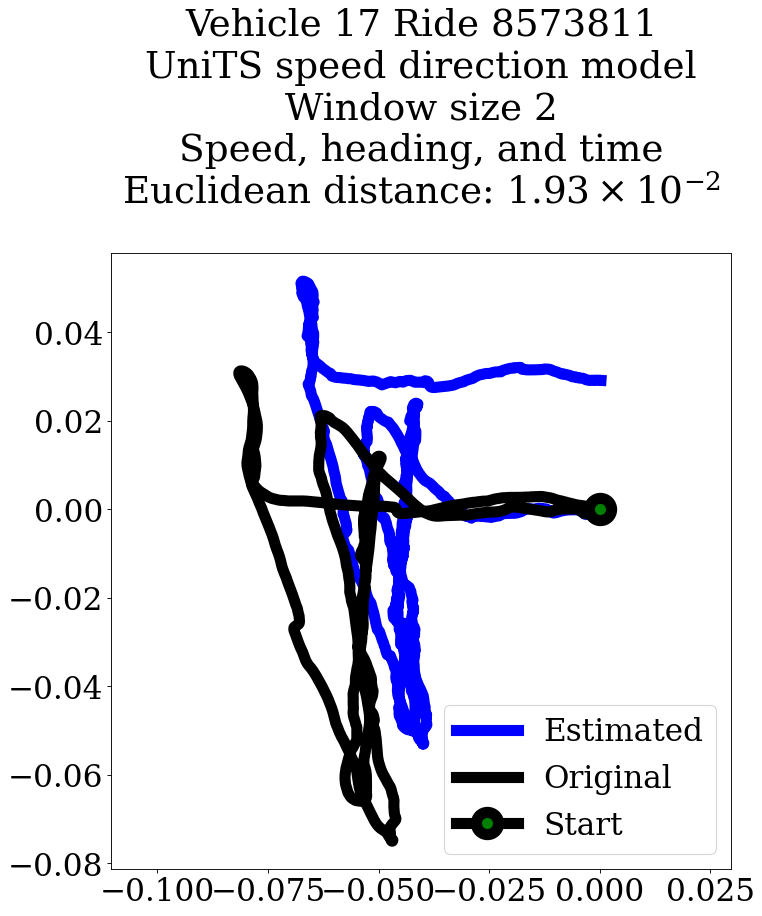 Vehicle 17 Ride 8573811
UniTS speed direction model
Window size 2
Speed, heading, and time
Euclidean distance: 1.93 × 10⁻²
0.04
0.02
0.00
−0.02
−0.04
−0.06
−0.08
Estimated
Original
Start
−0.100 −0.075 −0.050 −0.025 0.000 0.025